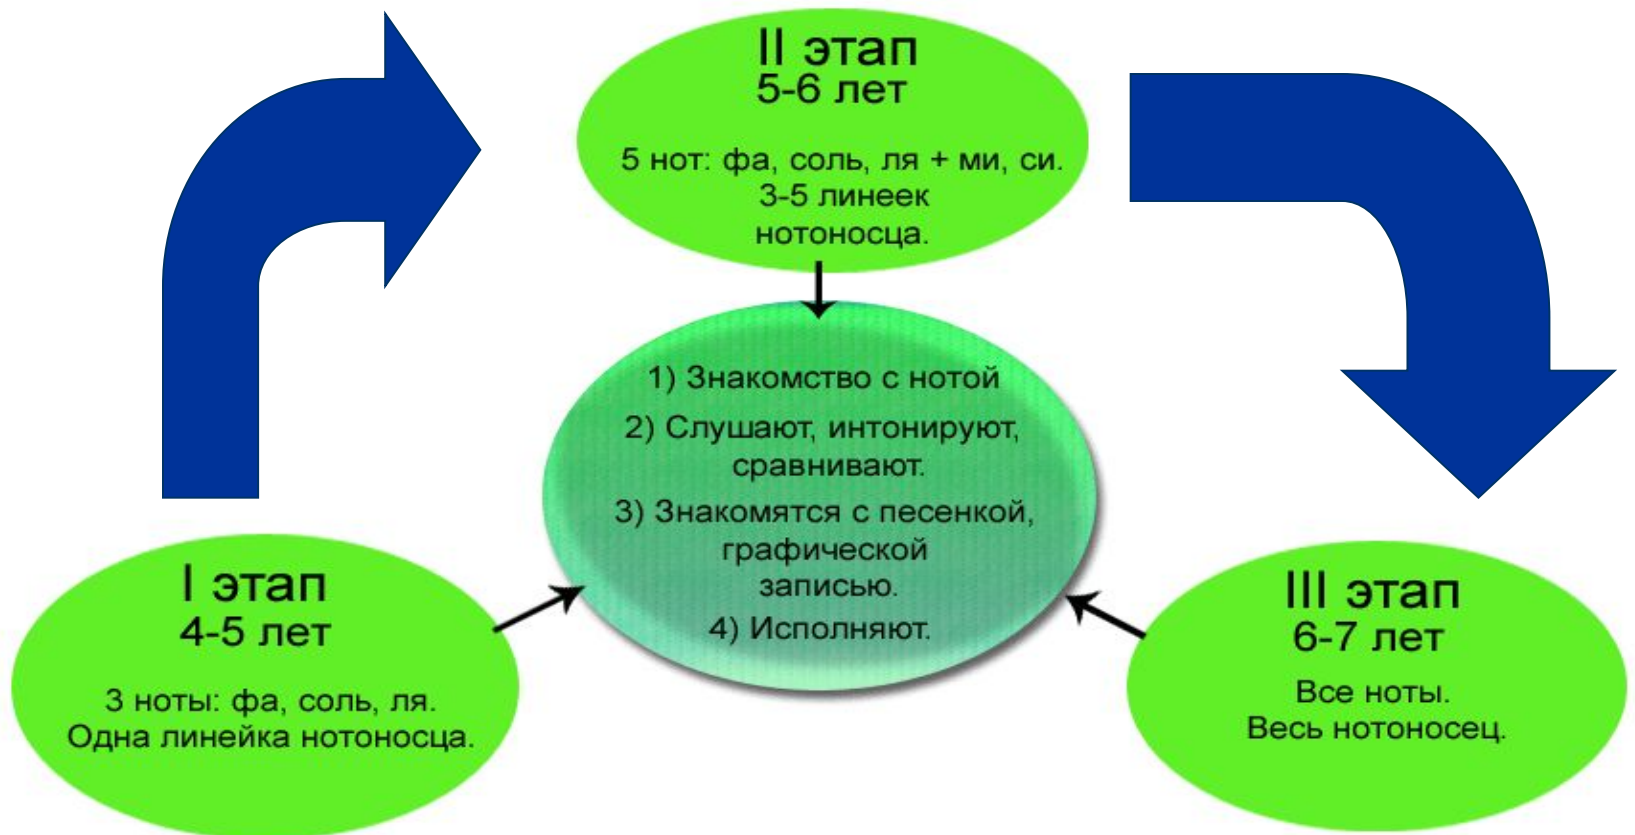 II этап
5-6 лет
5 нот: фа, соль, ля + ми, си.
3-5 линеек
нотоносца.
1) Знакомство с нотой
2) Слушают, интонируют,
сравнивают.
3) Знакомятся с песенкой,
графической
записью.
4) Исполняют.
I этап
4-5 лет
3 ноты: фа, соль, ля.
Одна линейка нотоносца.
III этап
6-7 лет
Все ноты.
Весь нотоносец.